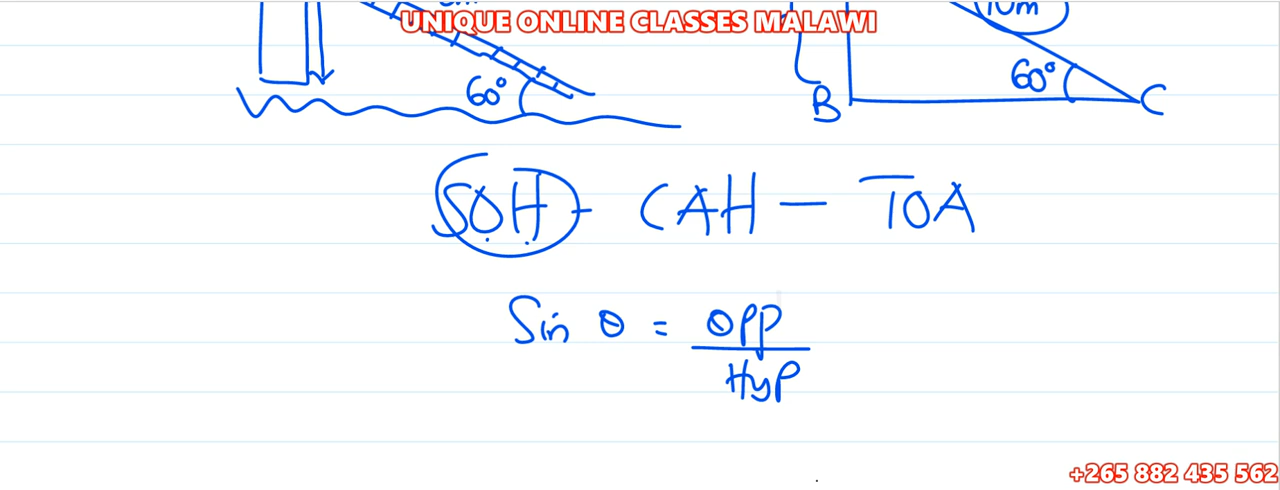 UNIQUE ONLINE CLASSES MALAWI
10m
60°
60°
B
C
SOH - CAH - TOA
Sin θ = Opp
Hyp
+265 882 435 562